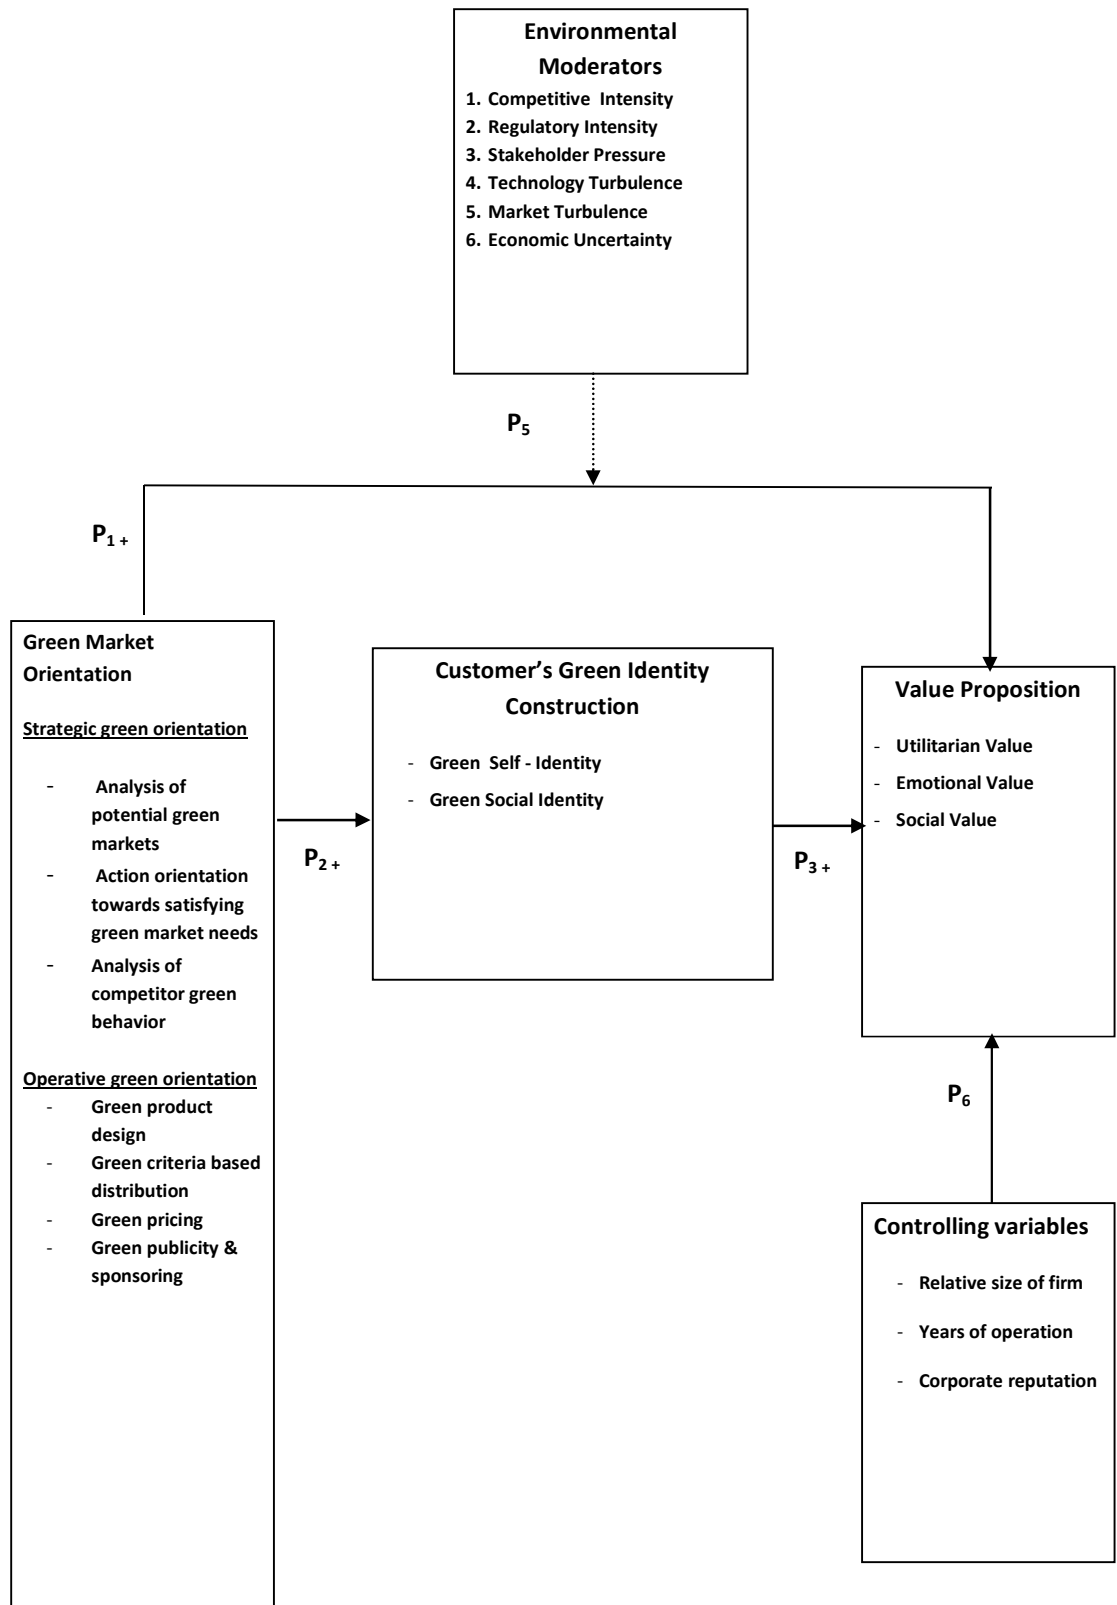 Environmental
Moderators
1. Competitive Intensity
2. Regulatory Intensity
3. Stakeholder Pressure
4. Technology Turbulence
5. Market Turbulence
6. Economic Uncertainty
P5
P1 +
Green Market
Orientation
Strategic green orientation
- Analysis of
potential green
markets
- Action orientation
towards satisfying
green market needs
- Analysis of
competitor green
behavior
Operative green orientation
- Green product
design
- Green criteria based
distribution
- Green pricing
- Green publicity &
sponsoring
P2 +
Customer’s Green Identity
Construction
- Green Self - Identity
- Green Social Identity
P3 +
Value Proposition
- Utilitarian Value
- Emotional Value
- Social Value
P6
Controlling variables
- Relative size of firm
- Years of operation
- Corporate reputation